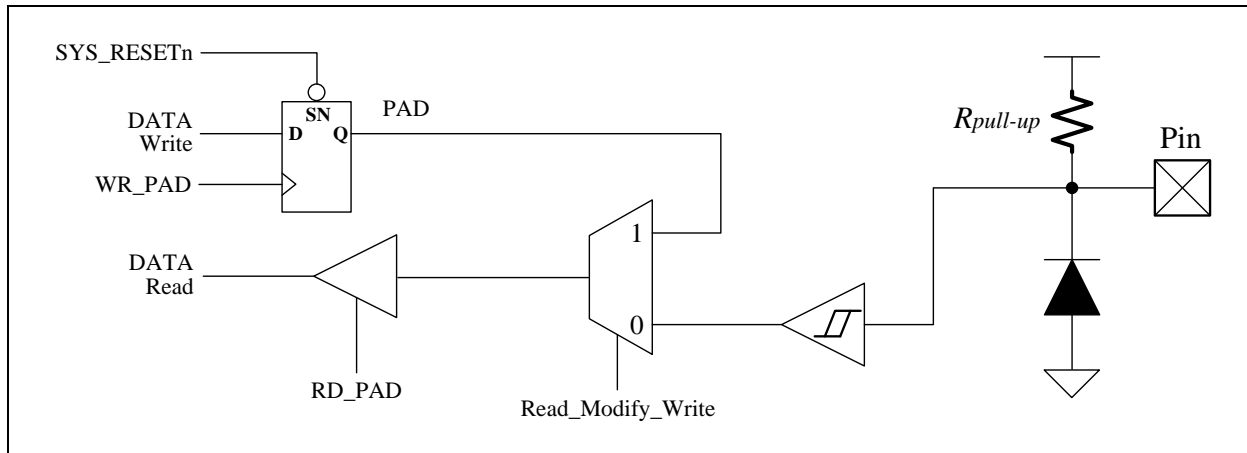 SYS_RESETn
SN
PAD
DATA
Write
D
Q
WR_PAD
Rpull-up
Pin
1
DATA
Read
0
RD_PAD
Read_Modify_Write